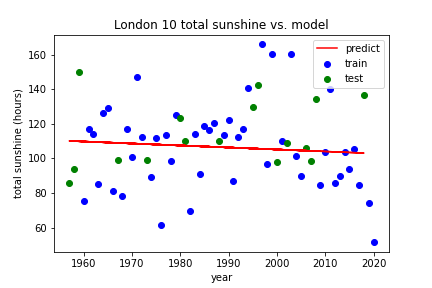 London 10 total sunshine vs. model
predict
train
test
total sunshine (hours)
160
140
120
100
80
60
1960
1970
1980
1990
2000
2010
2020
year